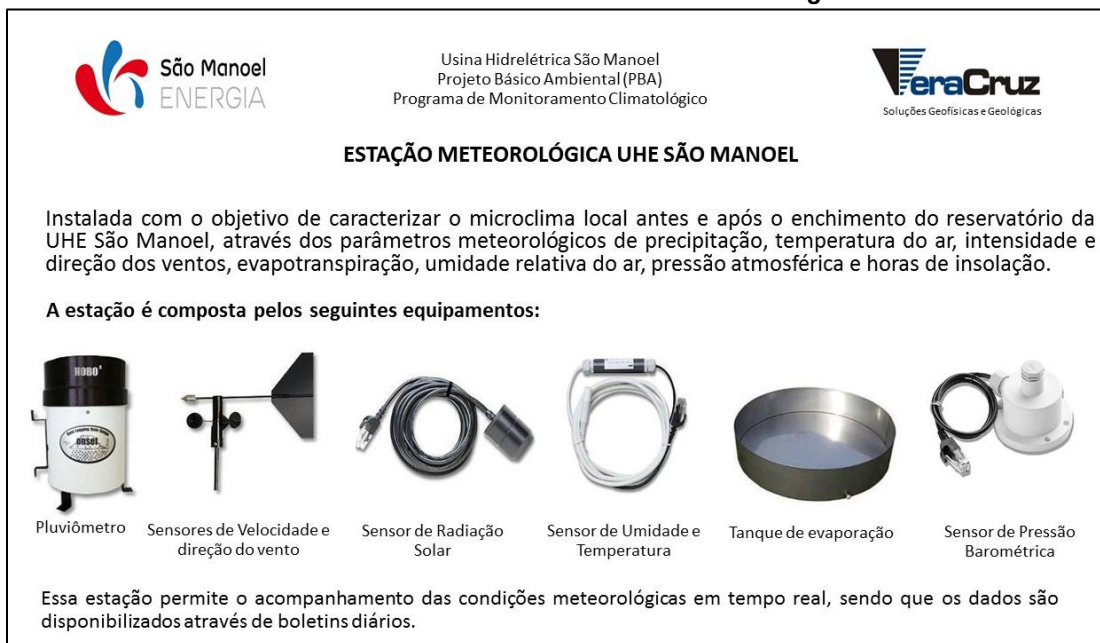 São Manoel
ENERGIA
Usina Hidrelétrica São Manoel
Projeto Básico Ambiental (PBA)
Programa de Monitoramento Climatológico
VeraCruz
Soluções Geofísicas e Geológicas
ESTAÇÃO METEOROLÓGICA UHE SÃO MANOEL
Instalada com o objetivo de caracterizar o microclima local antes e após o enchimento do reservatório da
UHE São Manoel, através dos parâmetros meteorológicos de precipitação, temperatura do ar, intensidade e
direção dos ventos, evapotranspiração, umidade relativa do ar, pressão atmosférica e horas de insolação.
A estação é composta pelos seguintes equipamentos:
HOBO
onset
Pluviômetro
Sensores de Velocidade e
direção do vento
Sensor de Radiação
Solar
Sensor de Umidade e
Temperatura
Tanque de evaporação
Sensor de Pressão
Barométrica
Essa estação permite o acompanhamento das condições meteorológicas em tempo real, sendo que os dados são
disponibilizados através de boletins diários.